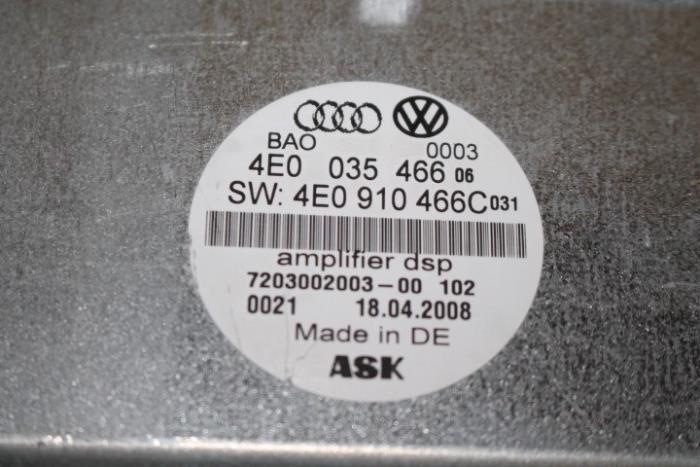 BAO 0003
4E0 035 466 06
SW: 4E0 910 466C 031
amplifier dsp
7203002003-00 102
0021 18.04.2008
Made in DE
ASK